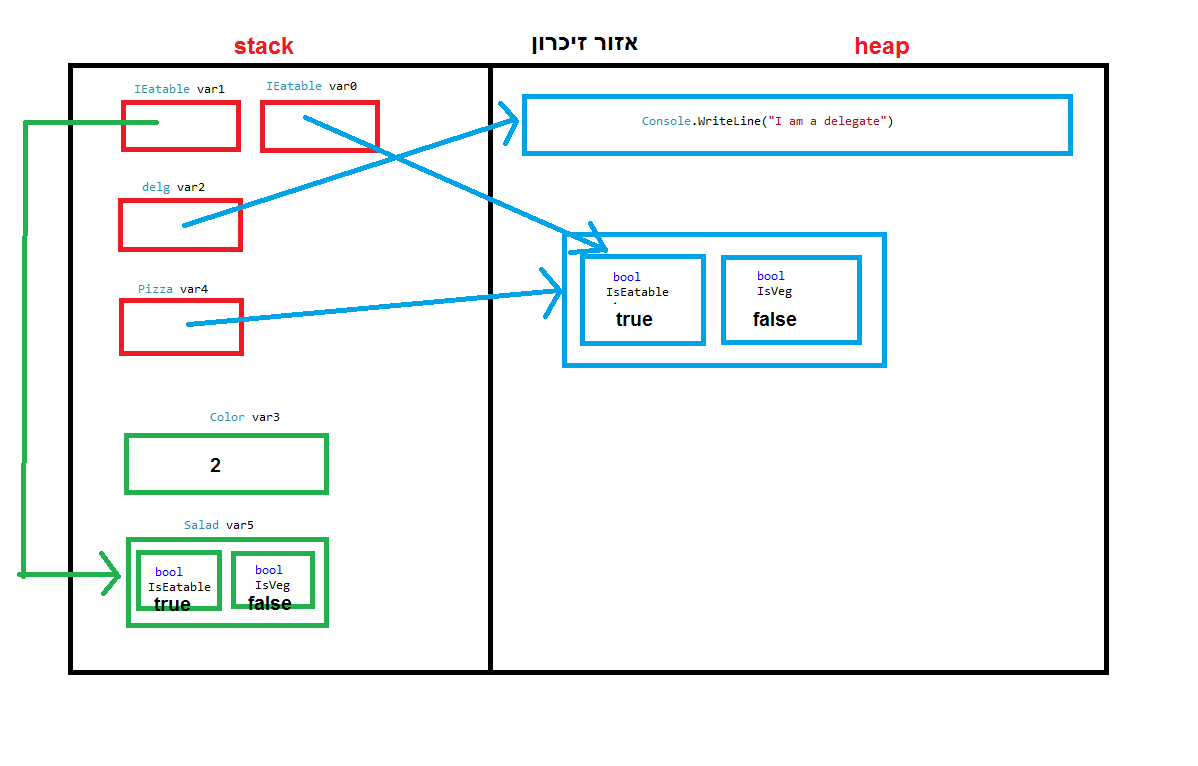 stack
אזור זיכרון
heap
IEatable var1
IEatable var0
Console.WriteLine("I am a delegate")
delg var2
bool
IsEatable
true
bool
IsVeg
false
Pizza var4
Color var3
2
Salad var5
bool
IsEatable
true
bool
IsVeg
false